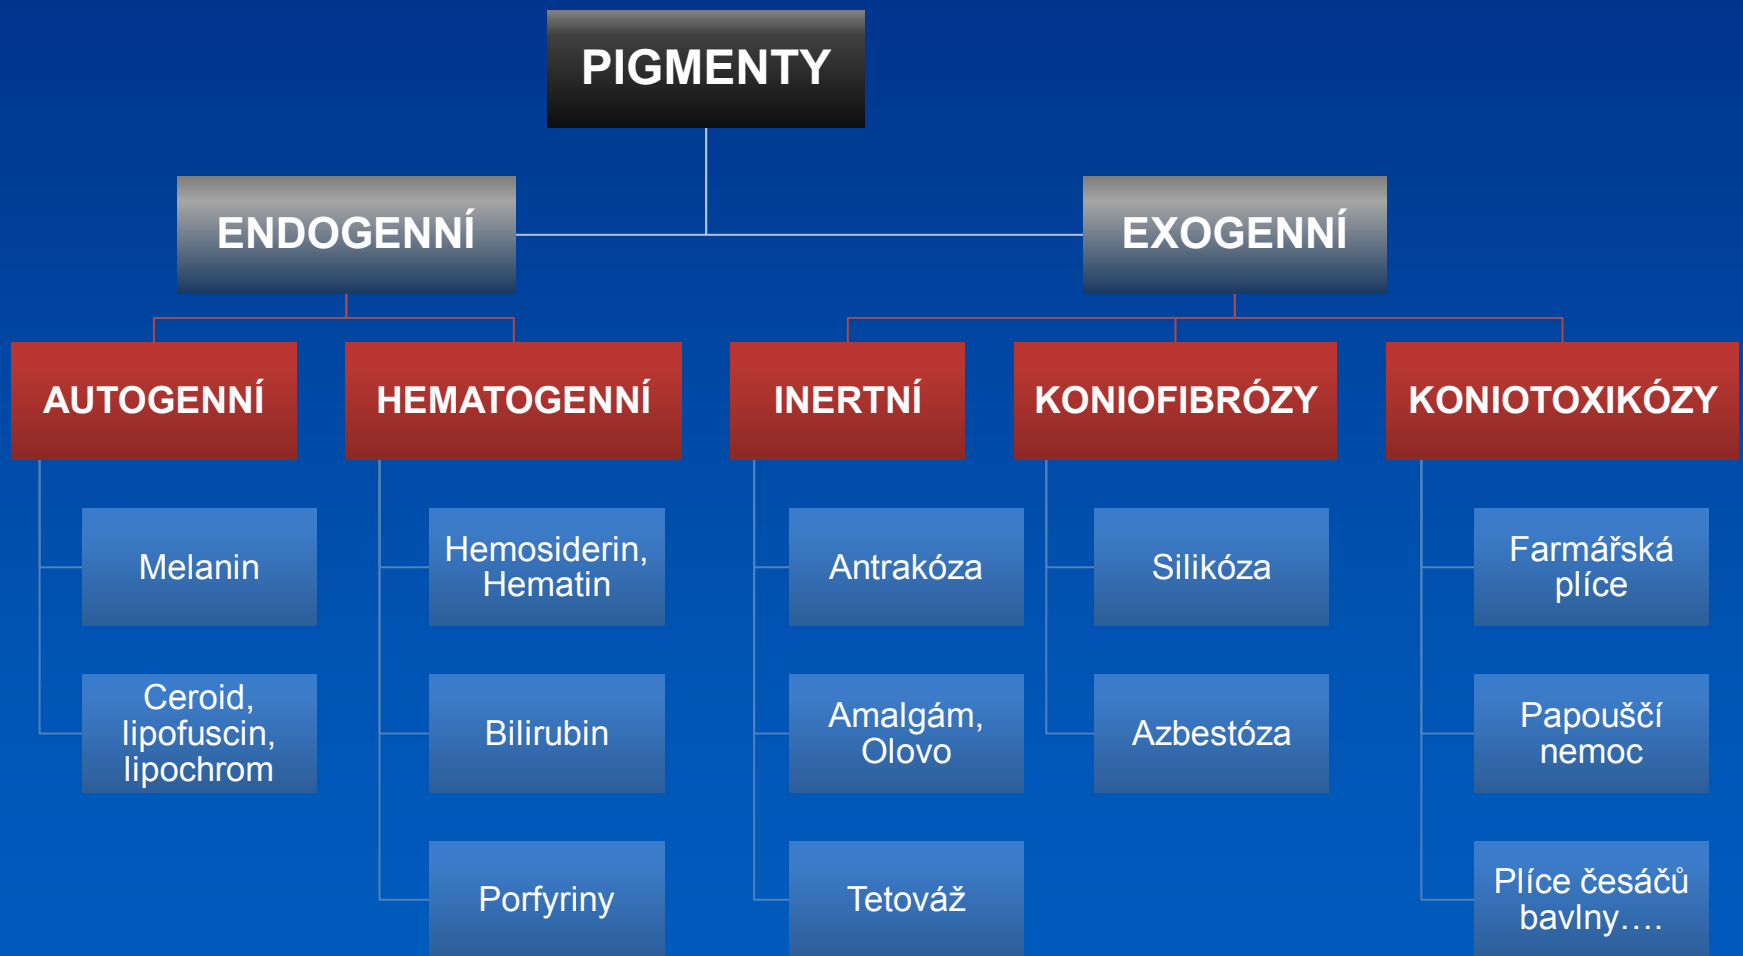 PIGMENTY
ENDOGENNÍ
EXOGENNÍ
AUTOGENNÍ
HEMATOGENNÍ
INERTNÍ
KONIOFIBRÓZY
KONIOTOXIKÓZY
Melanin
Ceroid,
lipofuscin,
lipochrom
Hemosiderin,
Hematin
Bilirubin
Porfyriny
Antrakóza
Amalgám,
Olovo
Tetováž
Silikóza
Azbestóza
Farmářská
plíce
Papouščí
nemoc
Plíce česáčů
bavlny….